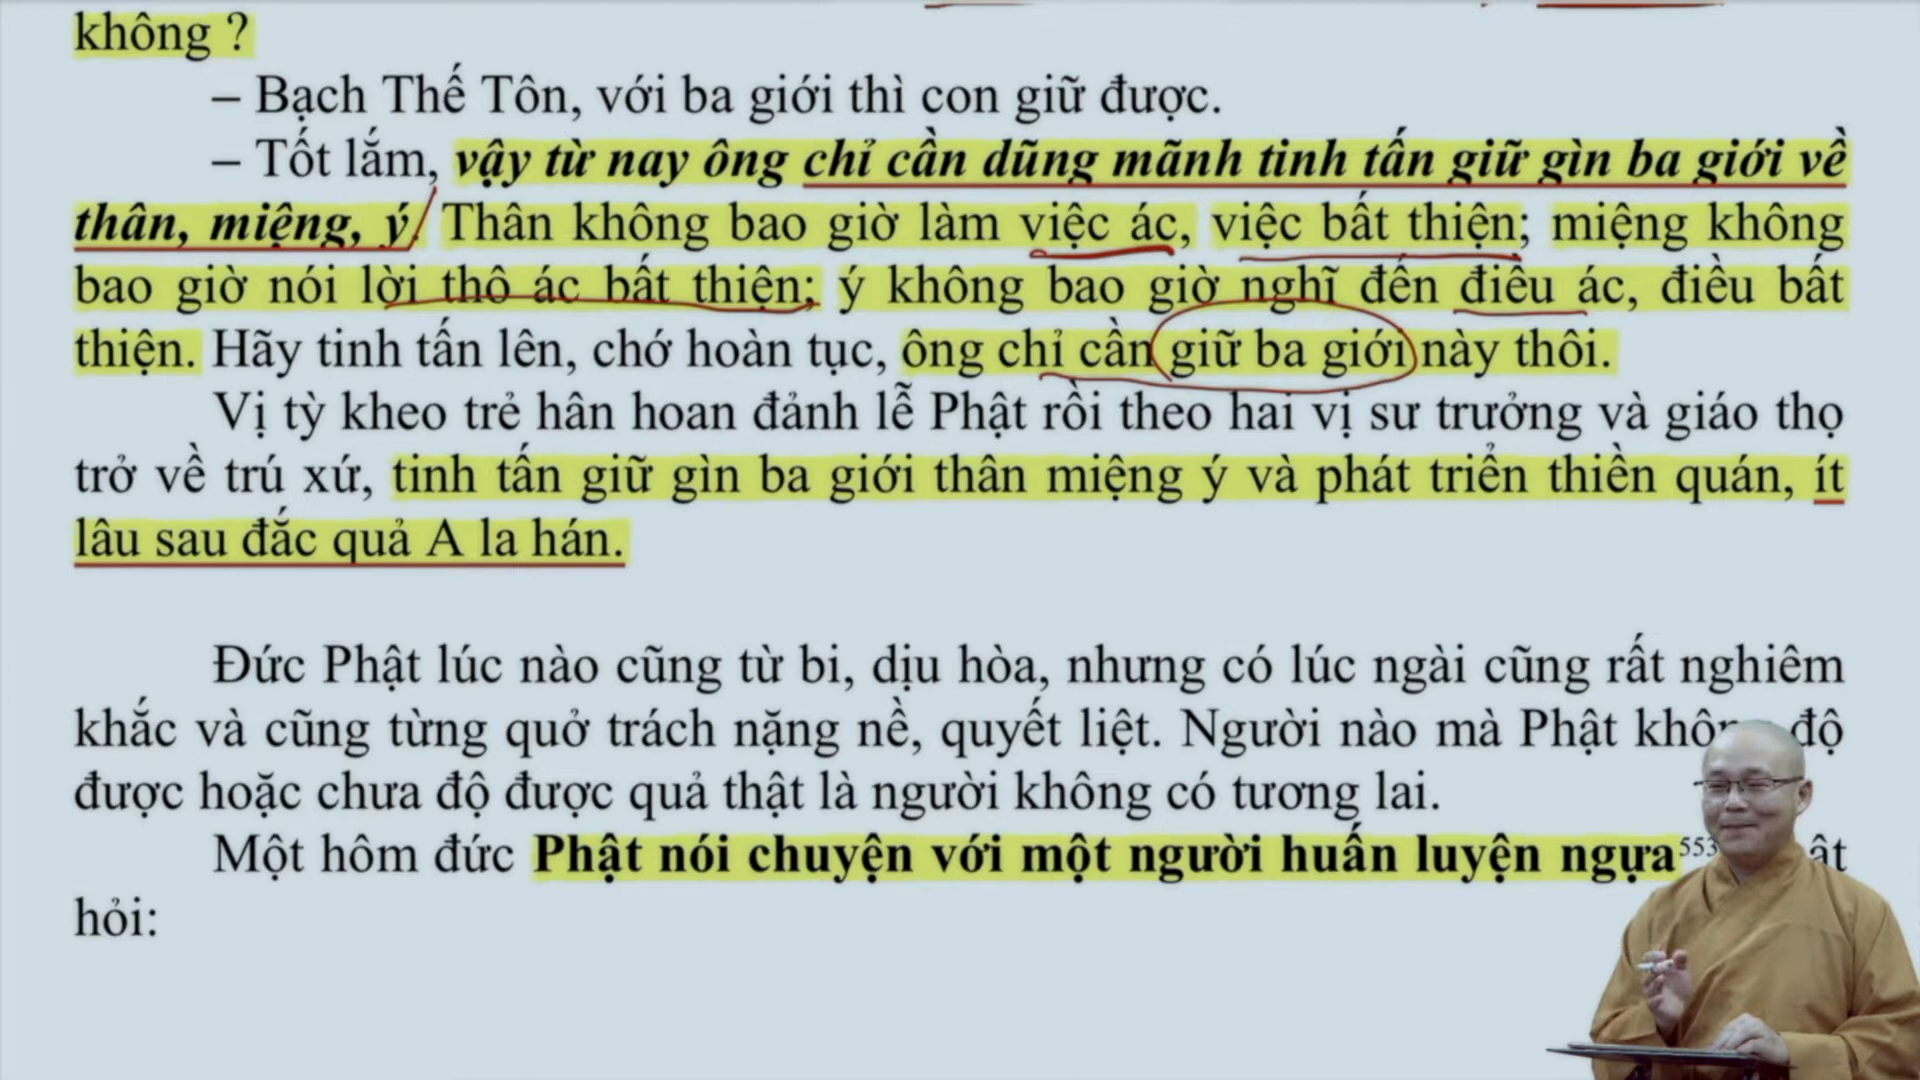 không ?
– Bạch Thế Tôn, với ba giới thì con giữ được.
– Tốt lắm, vậy từ nay ông chỉ cần dũng mãnh tinh tấn giữ gìn ba giới về
thân, miệng, ý. Thân không bao giờ làm việc ác, việc bất thiện; miệng không
bao giờ nói lời thô ác bất thiện; ý không bao giờ nghĩ đến điều ác, điều bất
thiện. Hãy tinh tấn lên, chớ hoàn tục, ông chỉ cần giữ ba giới này thôi.
Vị tỳ kheo trẻ hân hoan đảnh lễ Phật rồi theo hai vị sư trưởng và giáo thọ
trở về trú xứ, tinh tấn giữ gìn ba giới thân miệng ý và phát triển thiền quán, ít
lâu sau đắc quả A la hán.
Đức Phật lúc nào cũng từ bi, dịu hòa, nhưng có lúc ngài cũng rất nghiêm
khắc và cũng từng quở trách nặng nề, quyết liệt. Người nào mà Phật độ
được hoặc chưa độ được quả thật là người không có tương lai.
Một hôm đức Phật nói chuyện với một người huấn luyện ngựa553
hỏi: